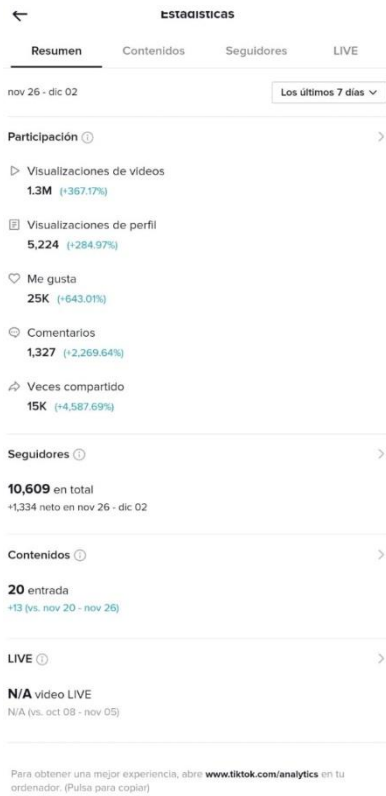 Estadísticas
Resumen Contenidos Seguidores LIVE
nov 26 - dic 02 Los últimos 7 días
Participación
Visualizaciones de videos
1.3M (+367.17%)
Visualizaciones de perfil
5,224 (+284.97%)
Me gusta
25K (+643.01%)
Comentarios
1,327 (+2,269.64%)
Veces compartido
15K (+4,587.69%)
Seguidores
10,609 en total
+1,334 neto en nov 26 - dic 02
Contenidos
20 entrada
+13 (vs. nov 20 - nov 26)
LIVE
N/A video LIVE
N/A (vs. oct 08 - nov 05)
Para obtener una mejor experiencia, abre www.tiktok.com/analytics en tu
ordenador. (Pulsa para copiar)